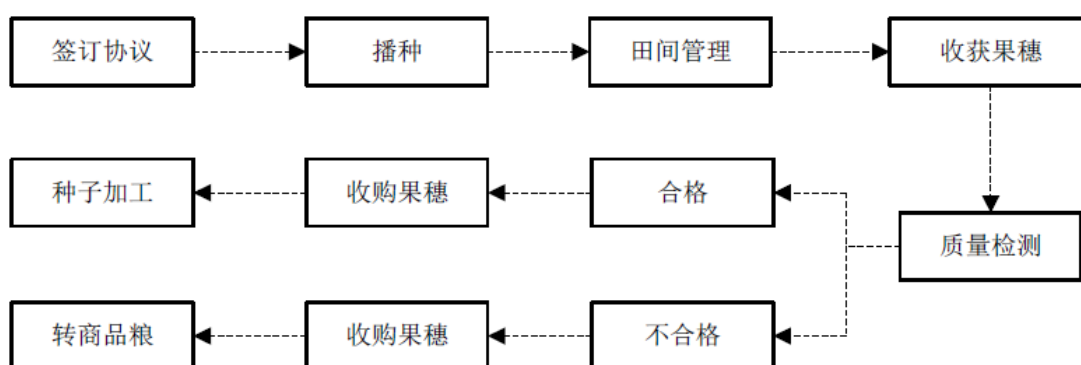 签订协议
播种
田间管理
收获果穗
种子加工
收购果穗
合格
质量检测
转商品粮
收购果穗
不合格